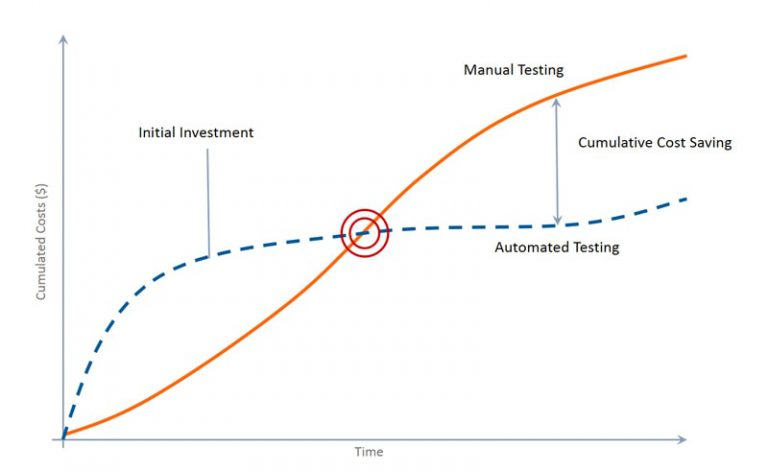 Manual Testing
Initial Investment
Cumulative Cost Saving
Automated Testing
Cumulated Costs ($)
Time